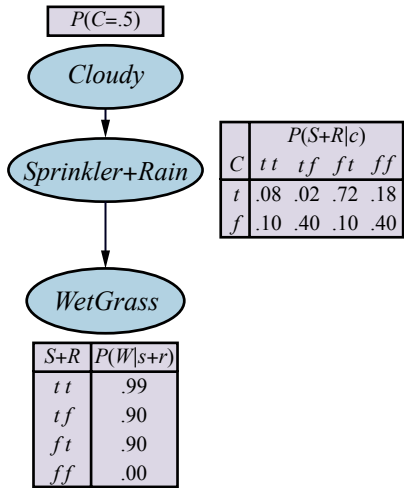 P(C=.5)
Cloudy
Sprinkler+Rain
P(S+R|c)
C t t t f f t f f
t .08 .02 .72 .18
f .10 .40 .10 .40
WetGrass
S+R P(W|s+r)
t t .99
t f .90
f t .90
f f .00